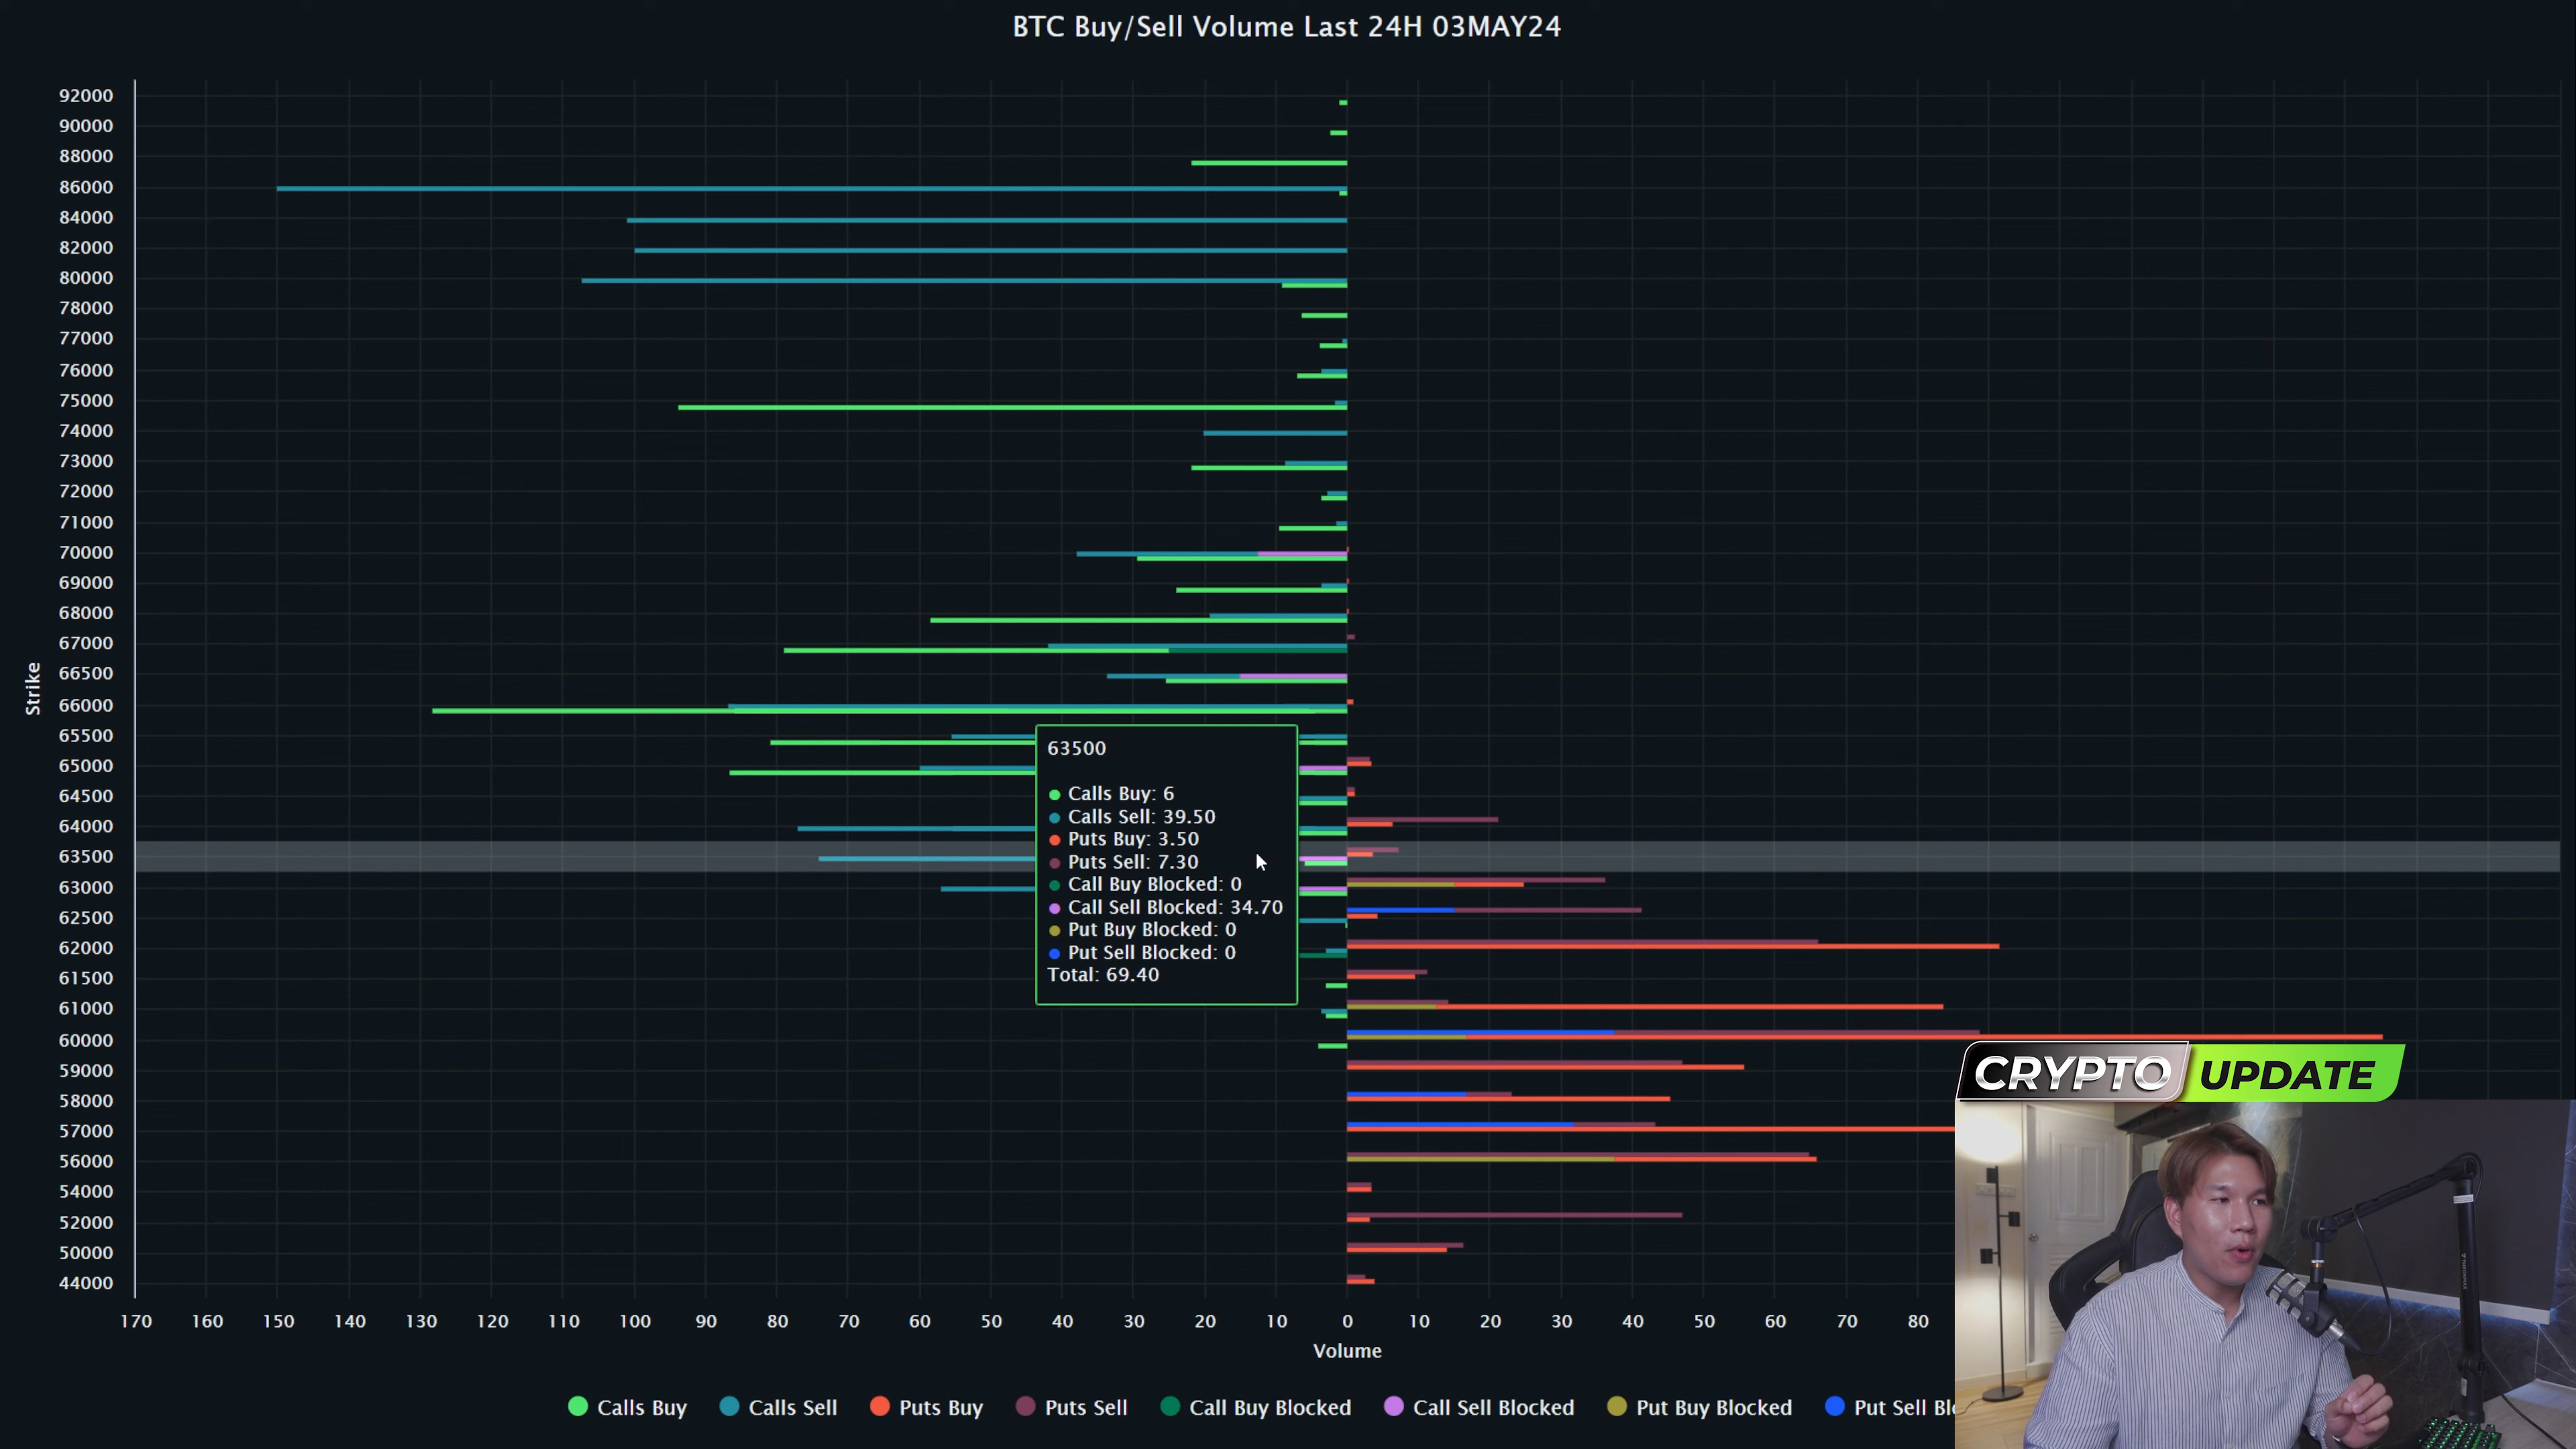 BTC Buy/Sell Volume Last 24H 03MAY24
92000
90000
88000
86000
84000
82000
80000
78000
77000
76000
75000
74000
73000
72000
71000
70000
69000
68000
67000
66500
66000
65500
65000
64500
64000
63500
63000
62500
62000
61500
61000
60000
59000
58000
57000
56000
54000
52000
50000
44000
Strike
63500
Calls Buy: 6
Calls Sell: 39.50
Puts Buy: 3.50
Puts Sell: 7.30
Call Buy Blocked: 0
Call Sell Blocked: 34.70
Put Buy Blocked: 0
Put Sell Blocked: 0
Total: 69.40
CRYPTO UPDATE
170 160 150 140 130 120 110 100 90 80 70 60 50 40 30 20 10 0 10 20 30 40 50 60 70 80
Volume
Calls Buy Calls Sell Puts Buy Puts Sell Call Buy Blocked Call Sell Blocked Put Buy Blocked Put Sell